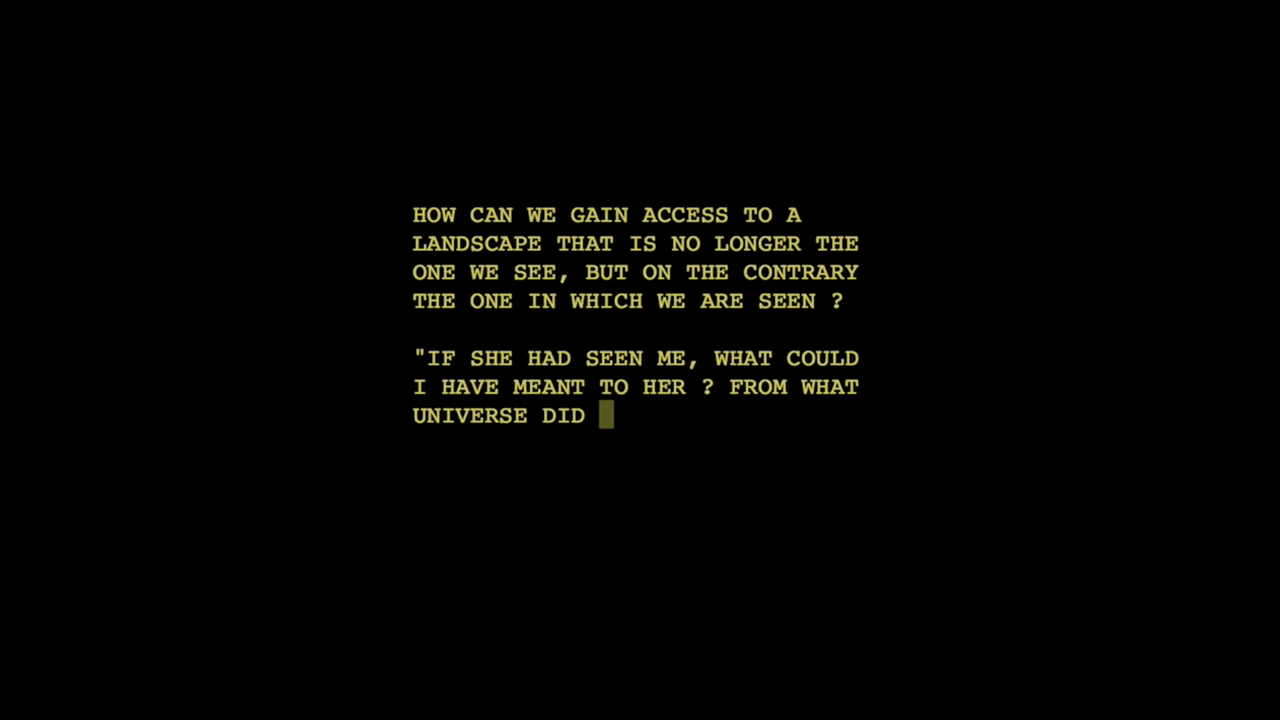 HOW CAN WE GAIN ACCESS TO A
LANDSCAPE THAT IS NO LONGER THE
ONE WE SEE, BUT ON THE CONTRARY
THE ONE IN WHICH WE ARE SEEN ?
"IF SHE HAD SEEN ME, WHAT COULD
I HAVE MEANT TO HER ? FROM WHAT
UNIVERSE DID